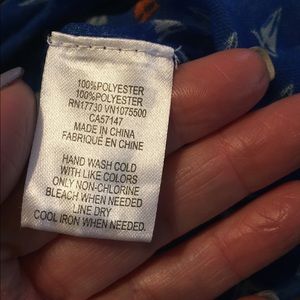 100%POLYESTER
100%POLYESTER
RN17730 VN1075500
CA57147
MADE IN CHINA
FABRIQUÉ EN CHINE
HAND WASH COLD
WITH LIKE COLORS
ONLY NON-CHLORINE
BLEACH WHEN NEEDED
LINE DRY
COOL IRON WHEN NEEDED.